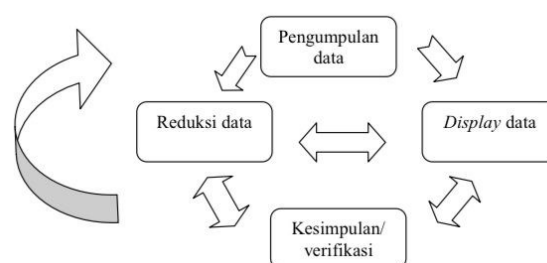 Pengumpulan
data
Reduksi data
Display data
Kesimpulan/
verifikasi